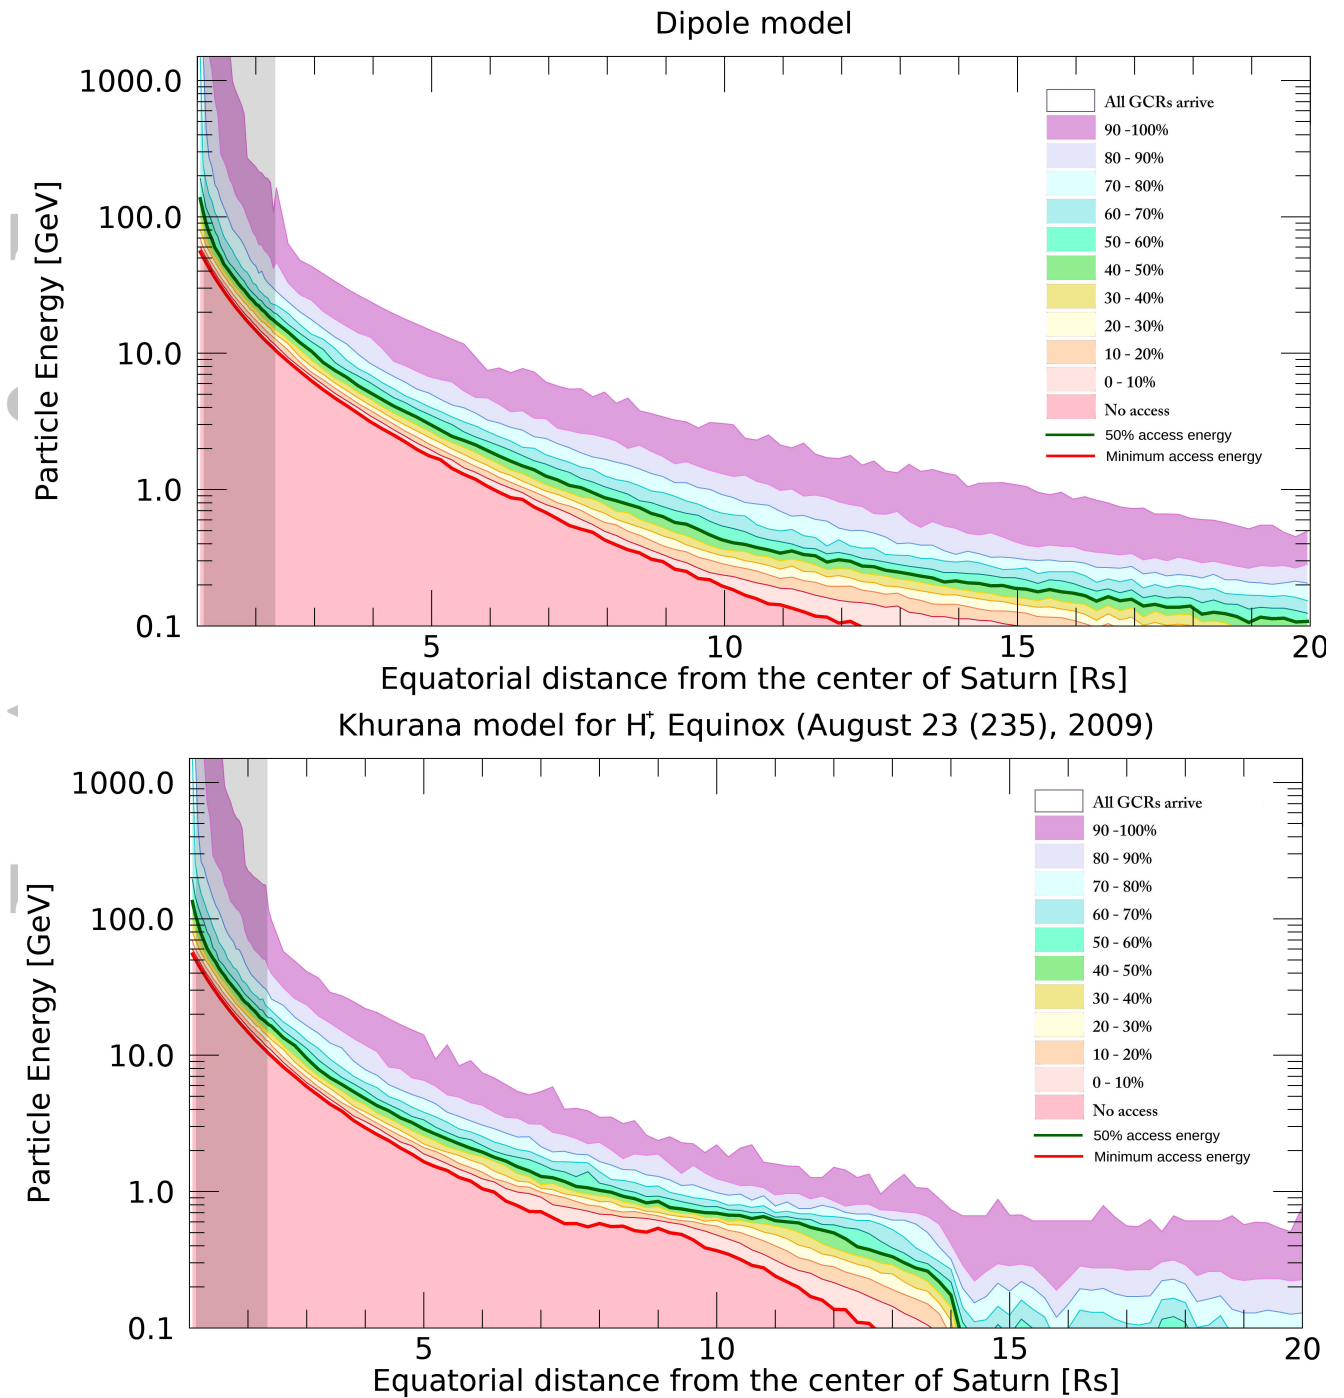 Dipole model
1000.0
100.0
10.0
1.0
0.1
Particle Energy [GeV]
All GCRs arrive
90 -100%
80 - 90%
70 - 80%
60 - 70%
50 - 60%
40 - 50%
30 - 40%
20 - 30%
10 - 20%
0 - 10%
No access
50% access energy
Minimum access energy
5 10 15 20
Equatorial distance from the center of Saturn [Rs]
Khurana model for H+, Equinox (August 23 (235), 2009)
1000.0
100.0
10.0
1.0
0.1
Particle Energy [GeV]
All GCRs arrive
90 -100%
80 - 90%
70 - 80%
60 - 70%
50 - 60%
40 - 50%
30 - 40%
20 - 30%
10 - 20%
0 - 10%
No access
50% access energy
Minimum access energy
5 10 15 20
Equatorial distance from the center of Saturn [Rs]